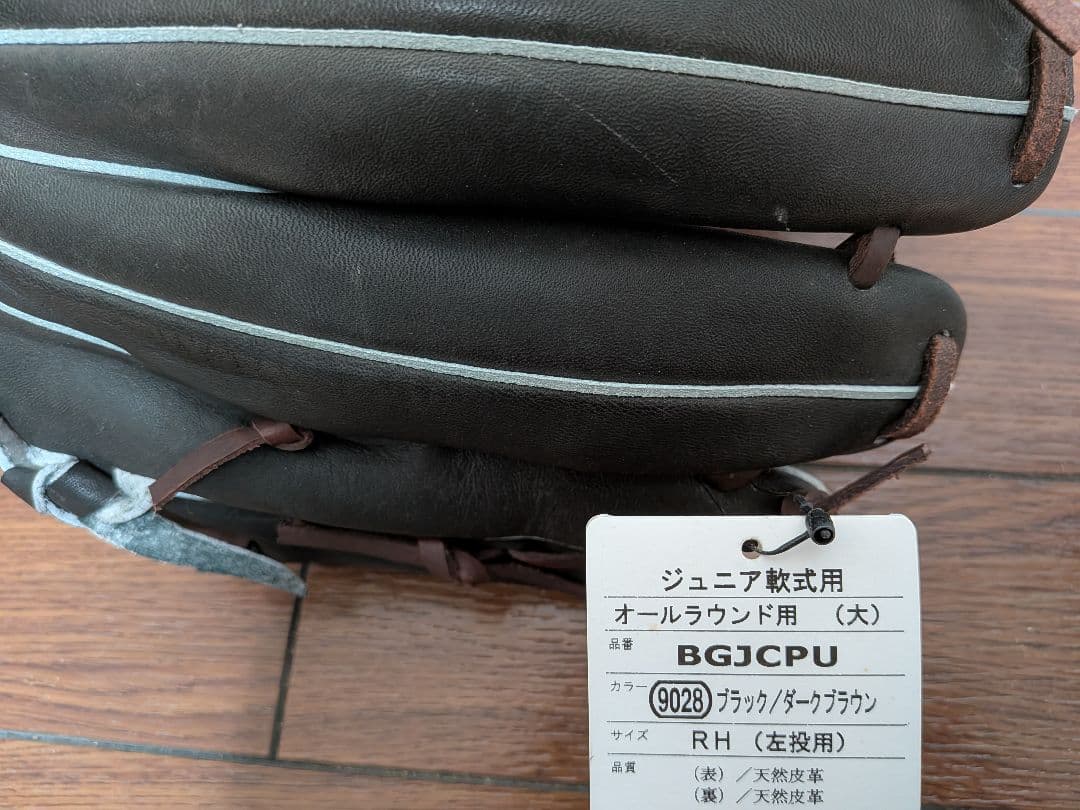 ジュニア軟式用
オールラウンド用 （大）
品番 BGJCPU
カラー 9028 ブラック/ダークブラウン
サイズ RH （左投用）
品質 （表）／天然皮革
（裏）／天然皮革